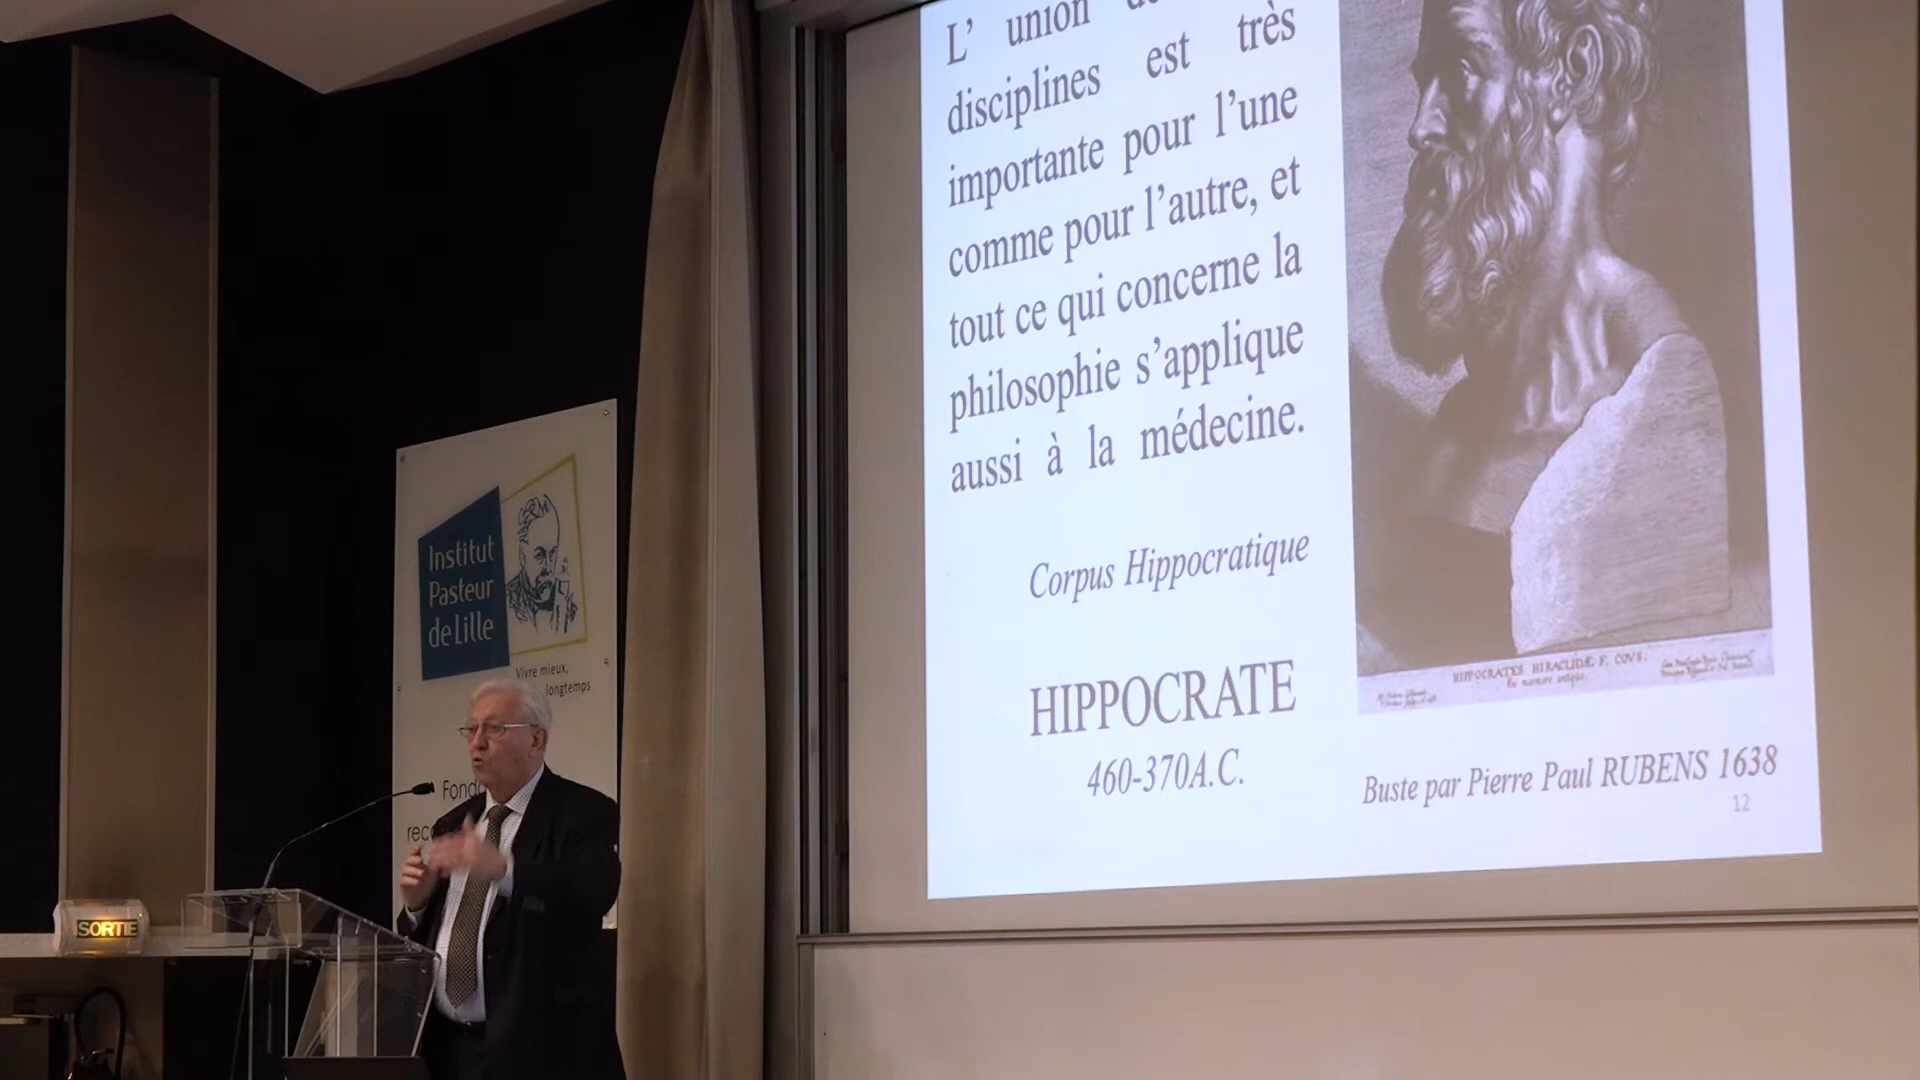 L’ union
disciplines est très
importante pour l’une
comme pour l’autre, et
tout ce qui concerne la
philosophie s’applique
aussi à la médecine.
Corpus Hippocratique
HIPPOCRATE
460-370A.C.
HIPPOCRATES HIRACLIDÆ F. COVS.
Buste par Pierre Paul RUBENS 1638
12
Institut
Pasteur
de Lille
Vivre mieux,
longtemps
SORTIE